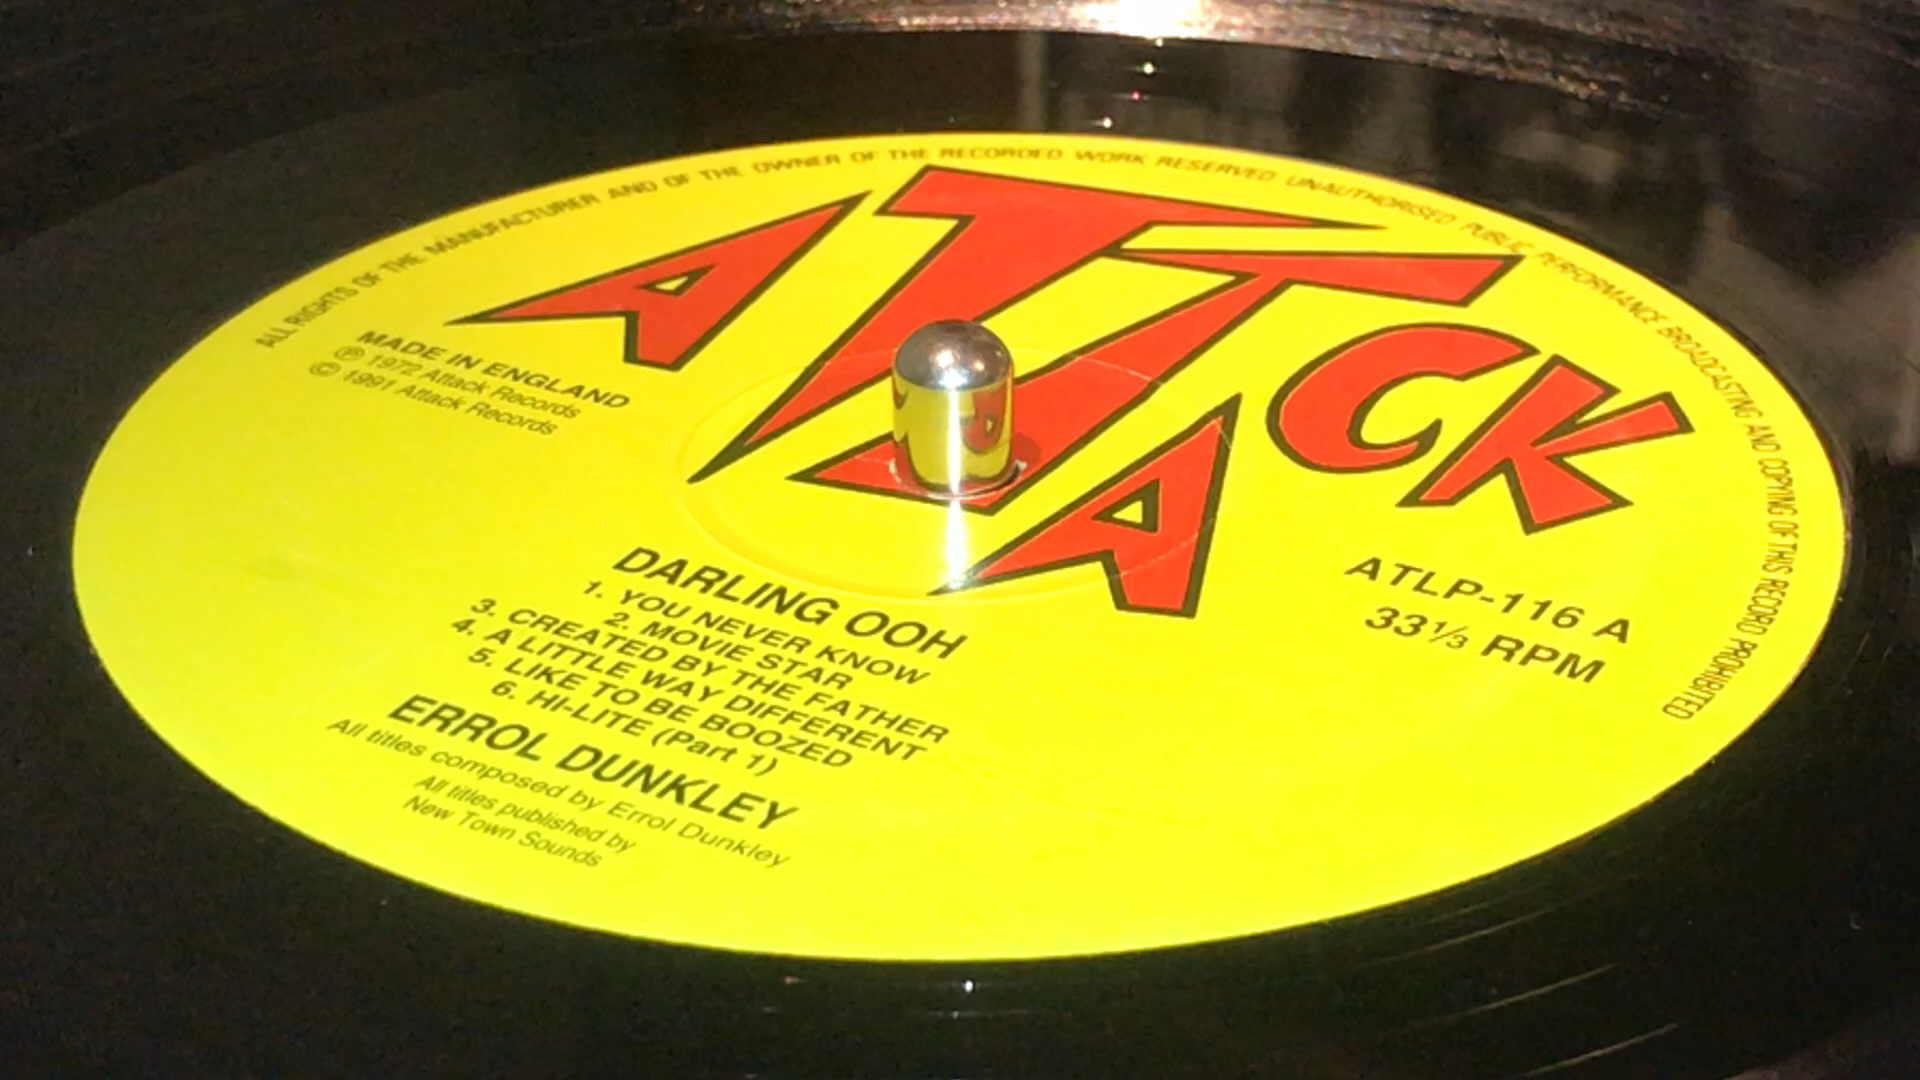 ALL RIGHTS OF THE MANUFACTURER AND OF THE OWNER OF THE RECORDED WORK RESERVED UNAUTHORISED PUBLIC PERFORMANCE BROADCASTING AND COPYING OF THIS RECORD PROHIBITED
ATTACK
A
MADE IN ENGLAND
Ⓟ 1972 Attack Records
© 1991 Attack Records
ATLP-116 A
33⅓ RPM
DARLING OOH
1. YOU NEVER KNOW
2. MOVIE STAR
3. CREATED BY THE FATHER
4. A LITTLE WAY DIFFERENT
5. LIKE TO BE BOOZED
6. HI-LITE (Part 1)
ERROL DUNKLEY
All titles composed by Errol Dunkley
All titles published by
New Town Sounds